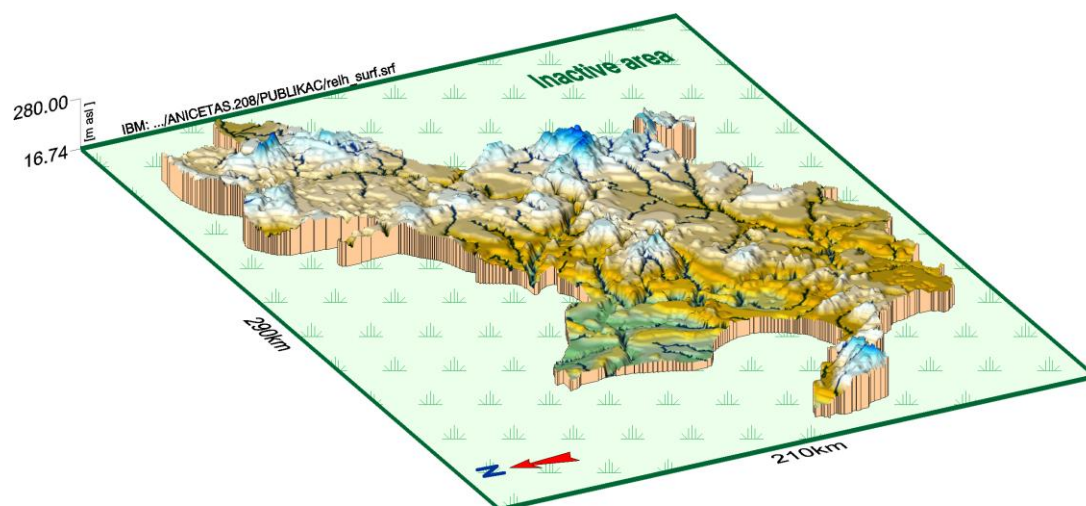 Inactive area
IBM: .../ANICETAS.208/PUBLIKAC/relh_surf.srf
280.00
[m asl ]
16.74
290km
210km
N